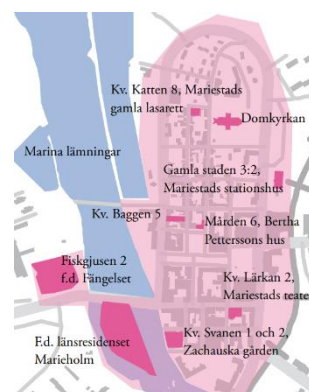 Kv. Katten 8, Mariestads
gamla lasarett
Domkyrkan
Marina lämningar
Gamla staden 3:2,
Mariestads stationshus
Kv. Baggen 5
Mården 6, Bertha
Petterssons hus
Fiskgjusen 2
f.d. Fängelset
Kv. Lärkan 2,
Mariestads teater
Kv. Svanen 1 och 2,
Zachauska gården
F.d. länsresidenset
Marieholm